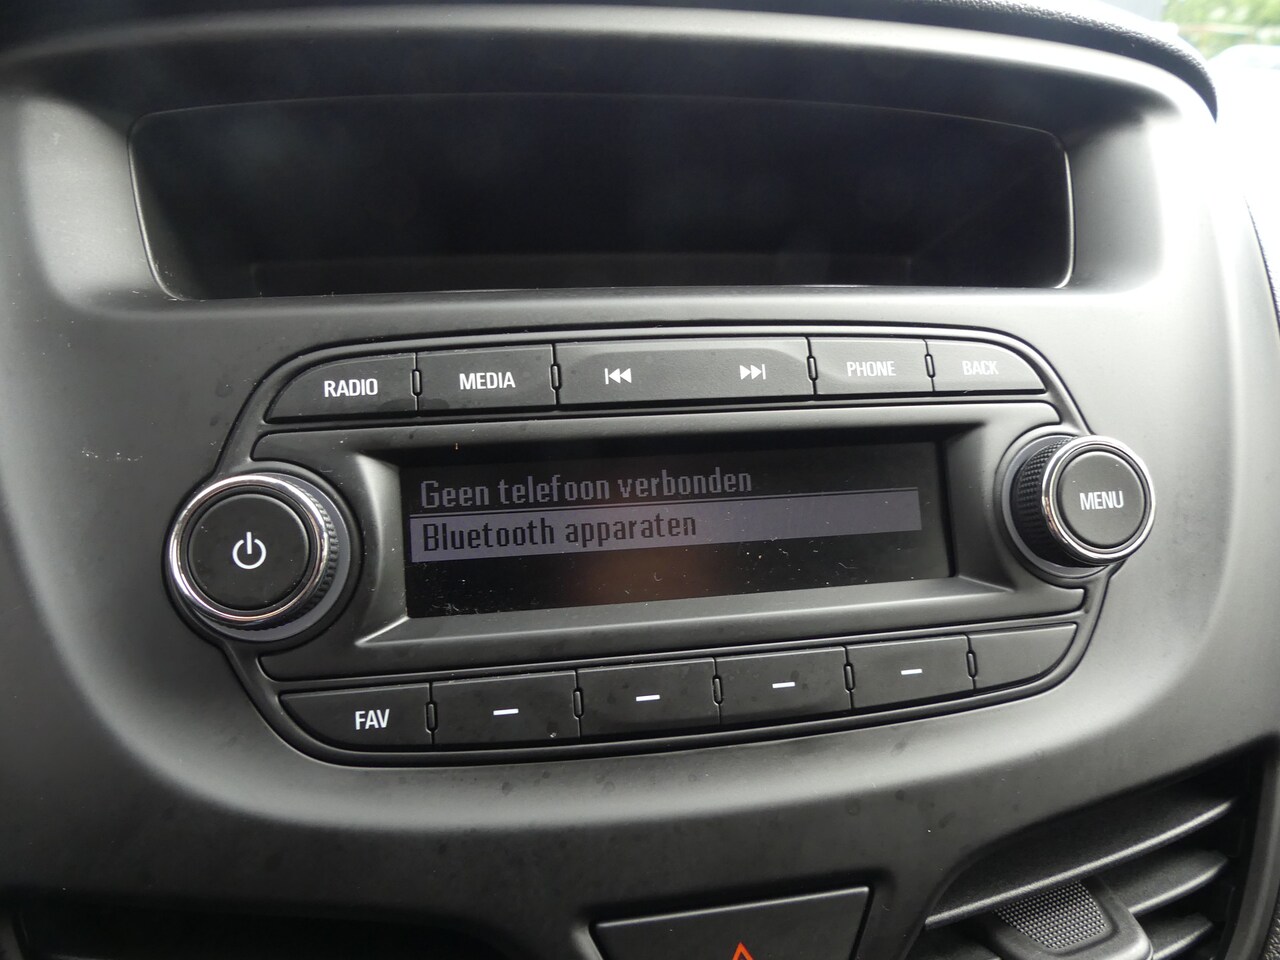 RADIO
MEDIA
PHONE
BACK
Geen telefoon verbonden
Bluetooth apparaten
MENU
FAV